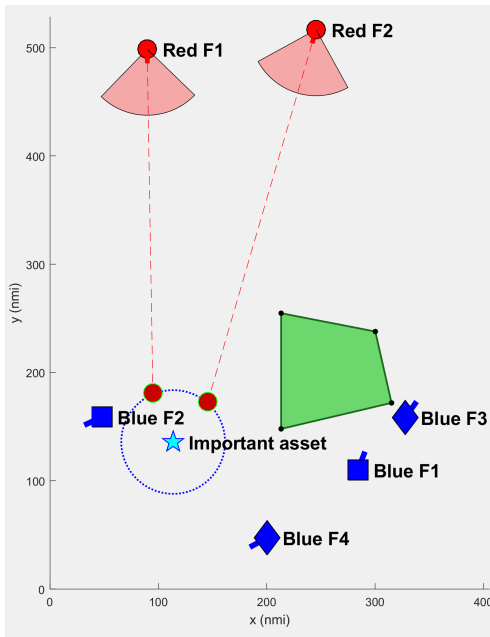 Red F1
Red F2
500
400
y (nmi)
300
200
Blue F2
Blue F3
Important asset
Blue F1
100
Blue F4
0
0
100
200
300
400
x (nmi)